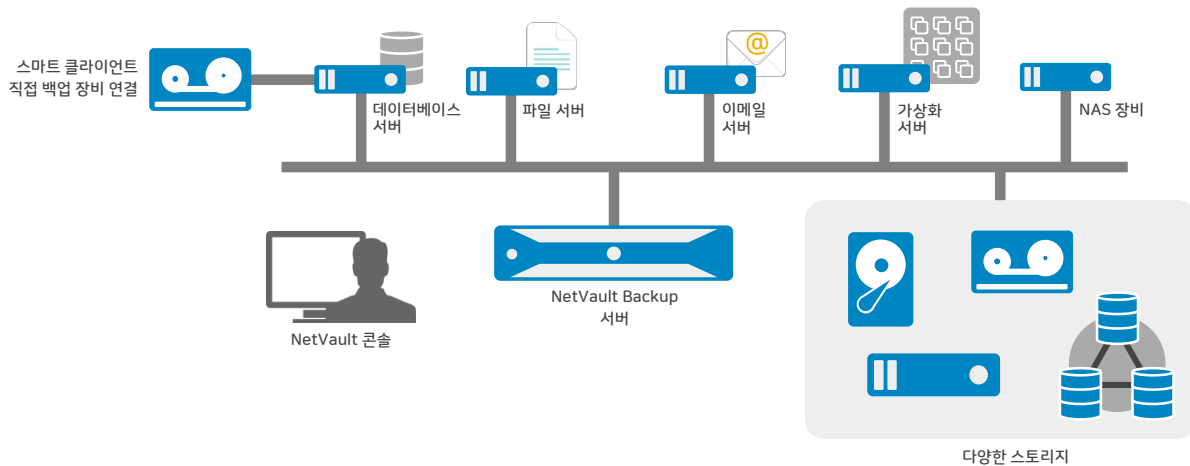 스마트 클라이언트
직접 백업 장비 연결
데이터베이스
서버
파일 서버
@
이메일
서버
가상화
서버
NAS 장비
NetVault 콘솔
NetVault Backup
서버
다양한 스토리지